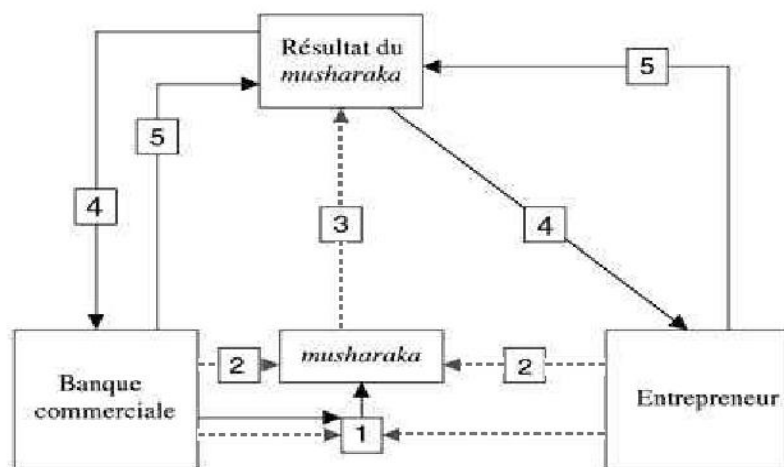 Résultat du
musharaka
5
5
4
3
4
musharaka
2
2
Banque
commerciale
Entrepreneur
1